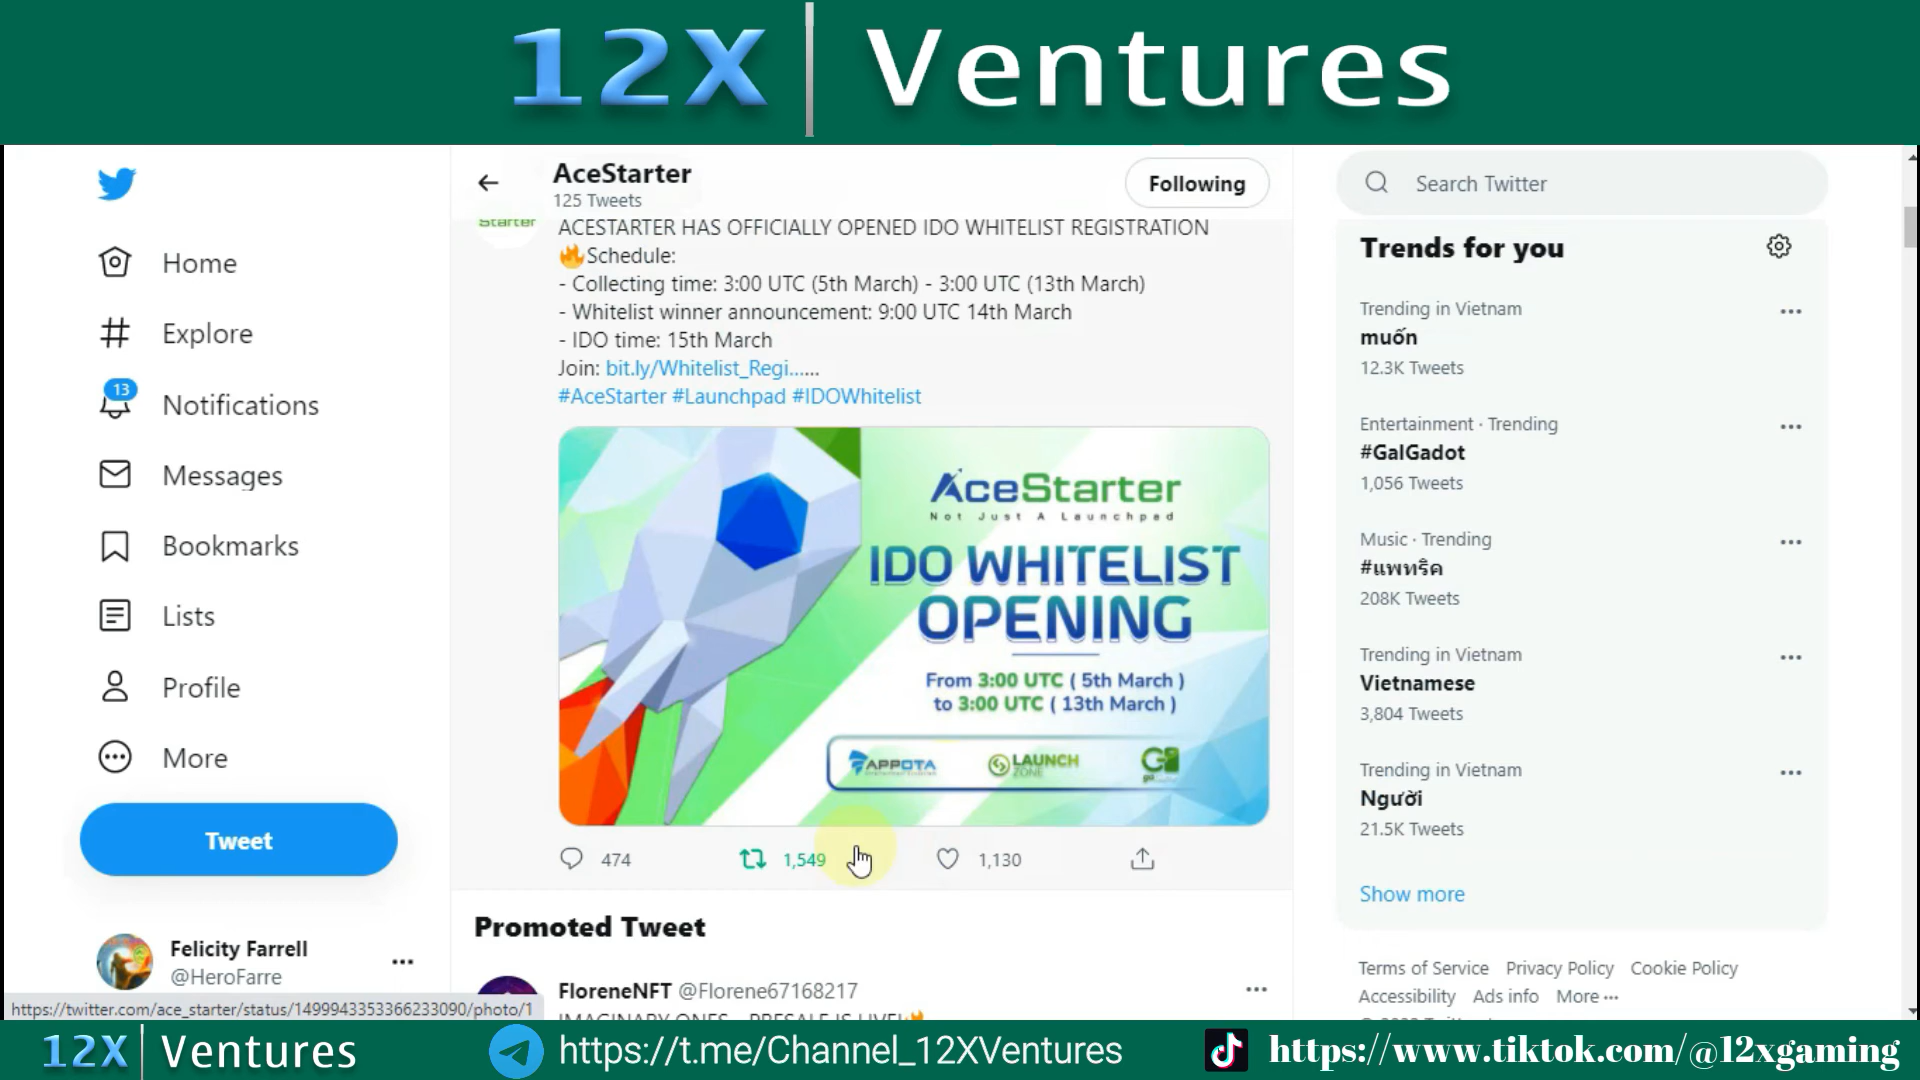 12X | Ventures
AceStarter
125 Tweets
Following
Search Twitter
Home
Explore
13
Notifications
Messages
Bookmarks
Lists
Profile
More
Tweet
Felicity Farrell
@HeroFarre
Starter
ACESTARTER HAS OFFICIALLY OPENED IDO WHITELIST REGISTRATION
🔥Schedule:
- Collecting time: 3:00 UTC (5th March) - 3:00 UTC (13th March)
- Whitelist winner announcement: 9:00 UTC 14th March
- IDO time: 15th March
Join: bit.ly/Whitelist_Regi......
#AceStarter #Launchpad #IDOWhitelist
AceStarter
Not Just A Launchpad
IDO WHITELIST
OPENING
From 3:00 UTC ( 5th March )
to 3:00 UTC ( 13th March )
APPOTA
LAUNCH
ZONE
474
1,549
1,130
Promoted Tweet
FloreneNFT @Florene67168217
IMAGINARY ONES - PRESALE IS LIVE!🔥
Trends for you
Trending in Vietnam
muốn
12.3K Tweets
Entertainment · Trending
#GalGadot
1,056 Tweets
Music · Trending
#แพทริค
208K Tweets
Trending in Vietnam
Vietnamese
3,804 Tweets
Trending in Vietnam
Người
21.5K Tweets
Show more
Terms of Service Privacy Policy Cookie Policy
Accessibility Ads info More ···
https://twitter.com/ace_starter/status/1499943353366233090/photo/1
12X | Ventures
https://t.me/Channel_12XVentures
https://www.tiktok.com/@12xgaming